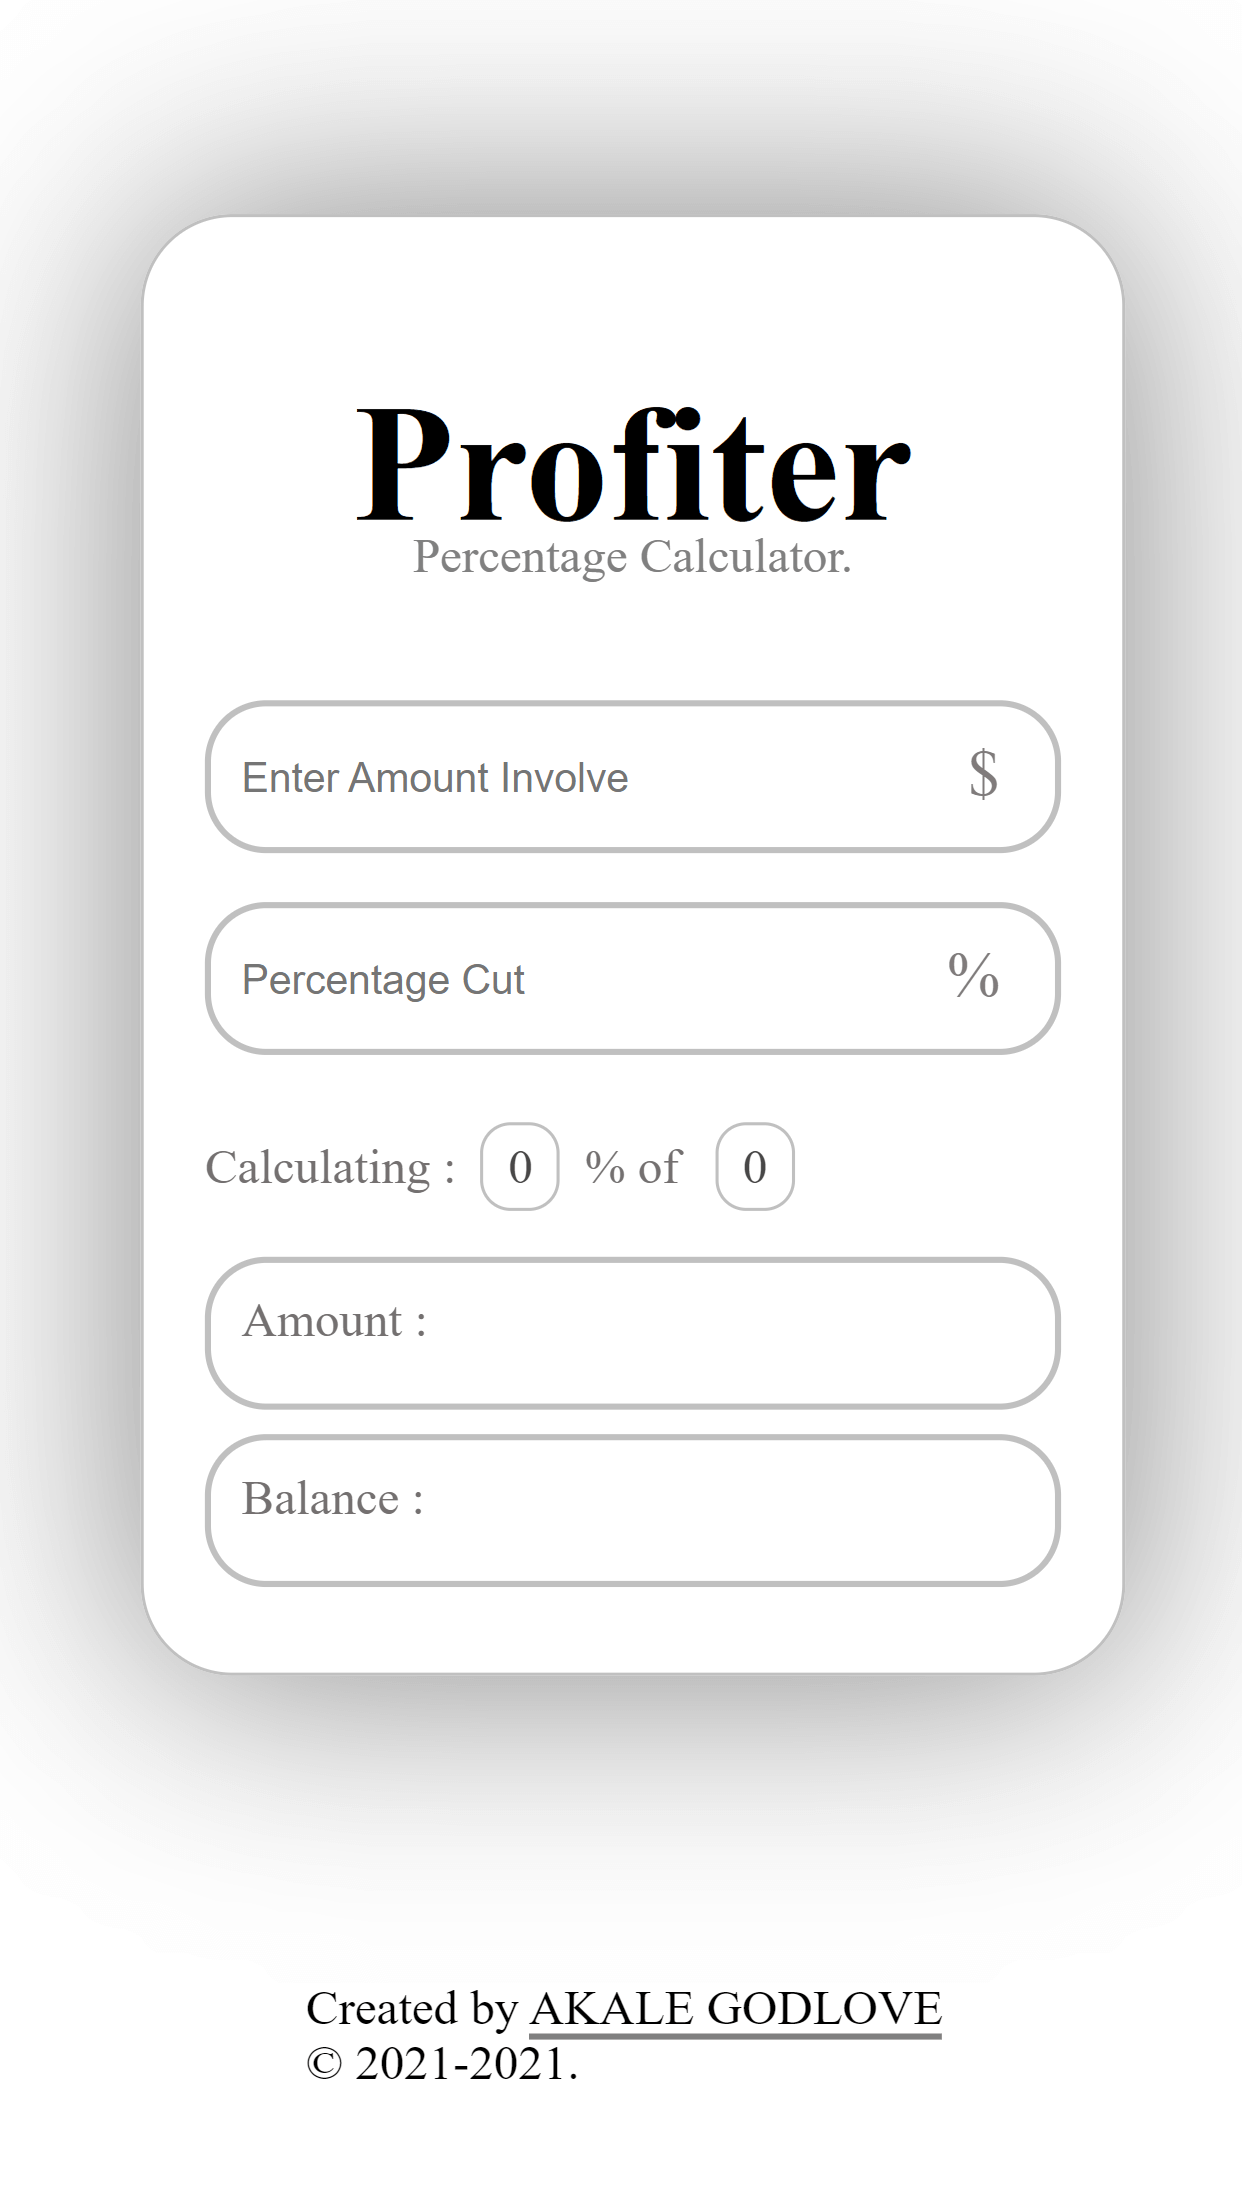 Profiter
Percentage Calculator.
Enter Amount Involve $
Percentage Cut %
Calculating : 0 % of 0
Amount :
Balance :
Created by AKALE GODLOVE
© 2021-2021.